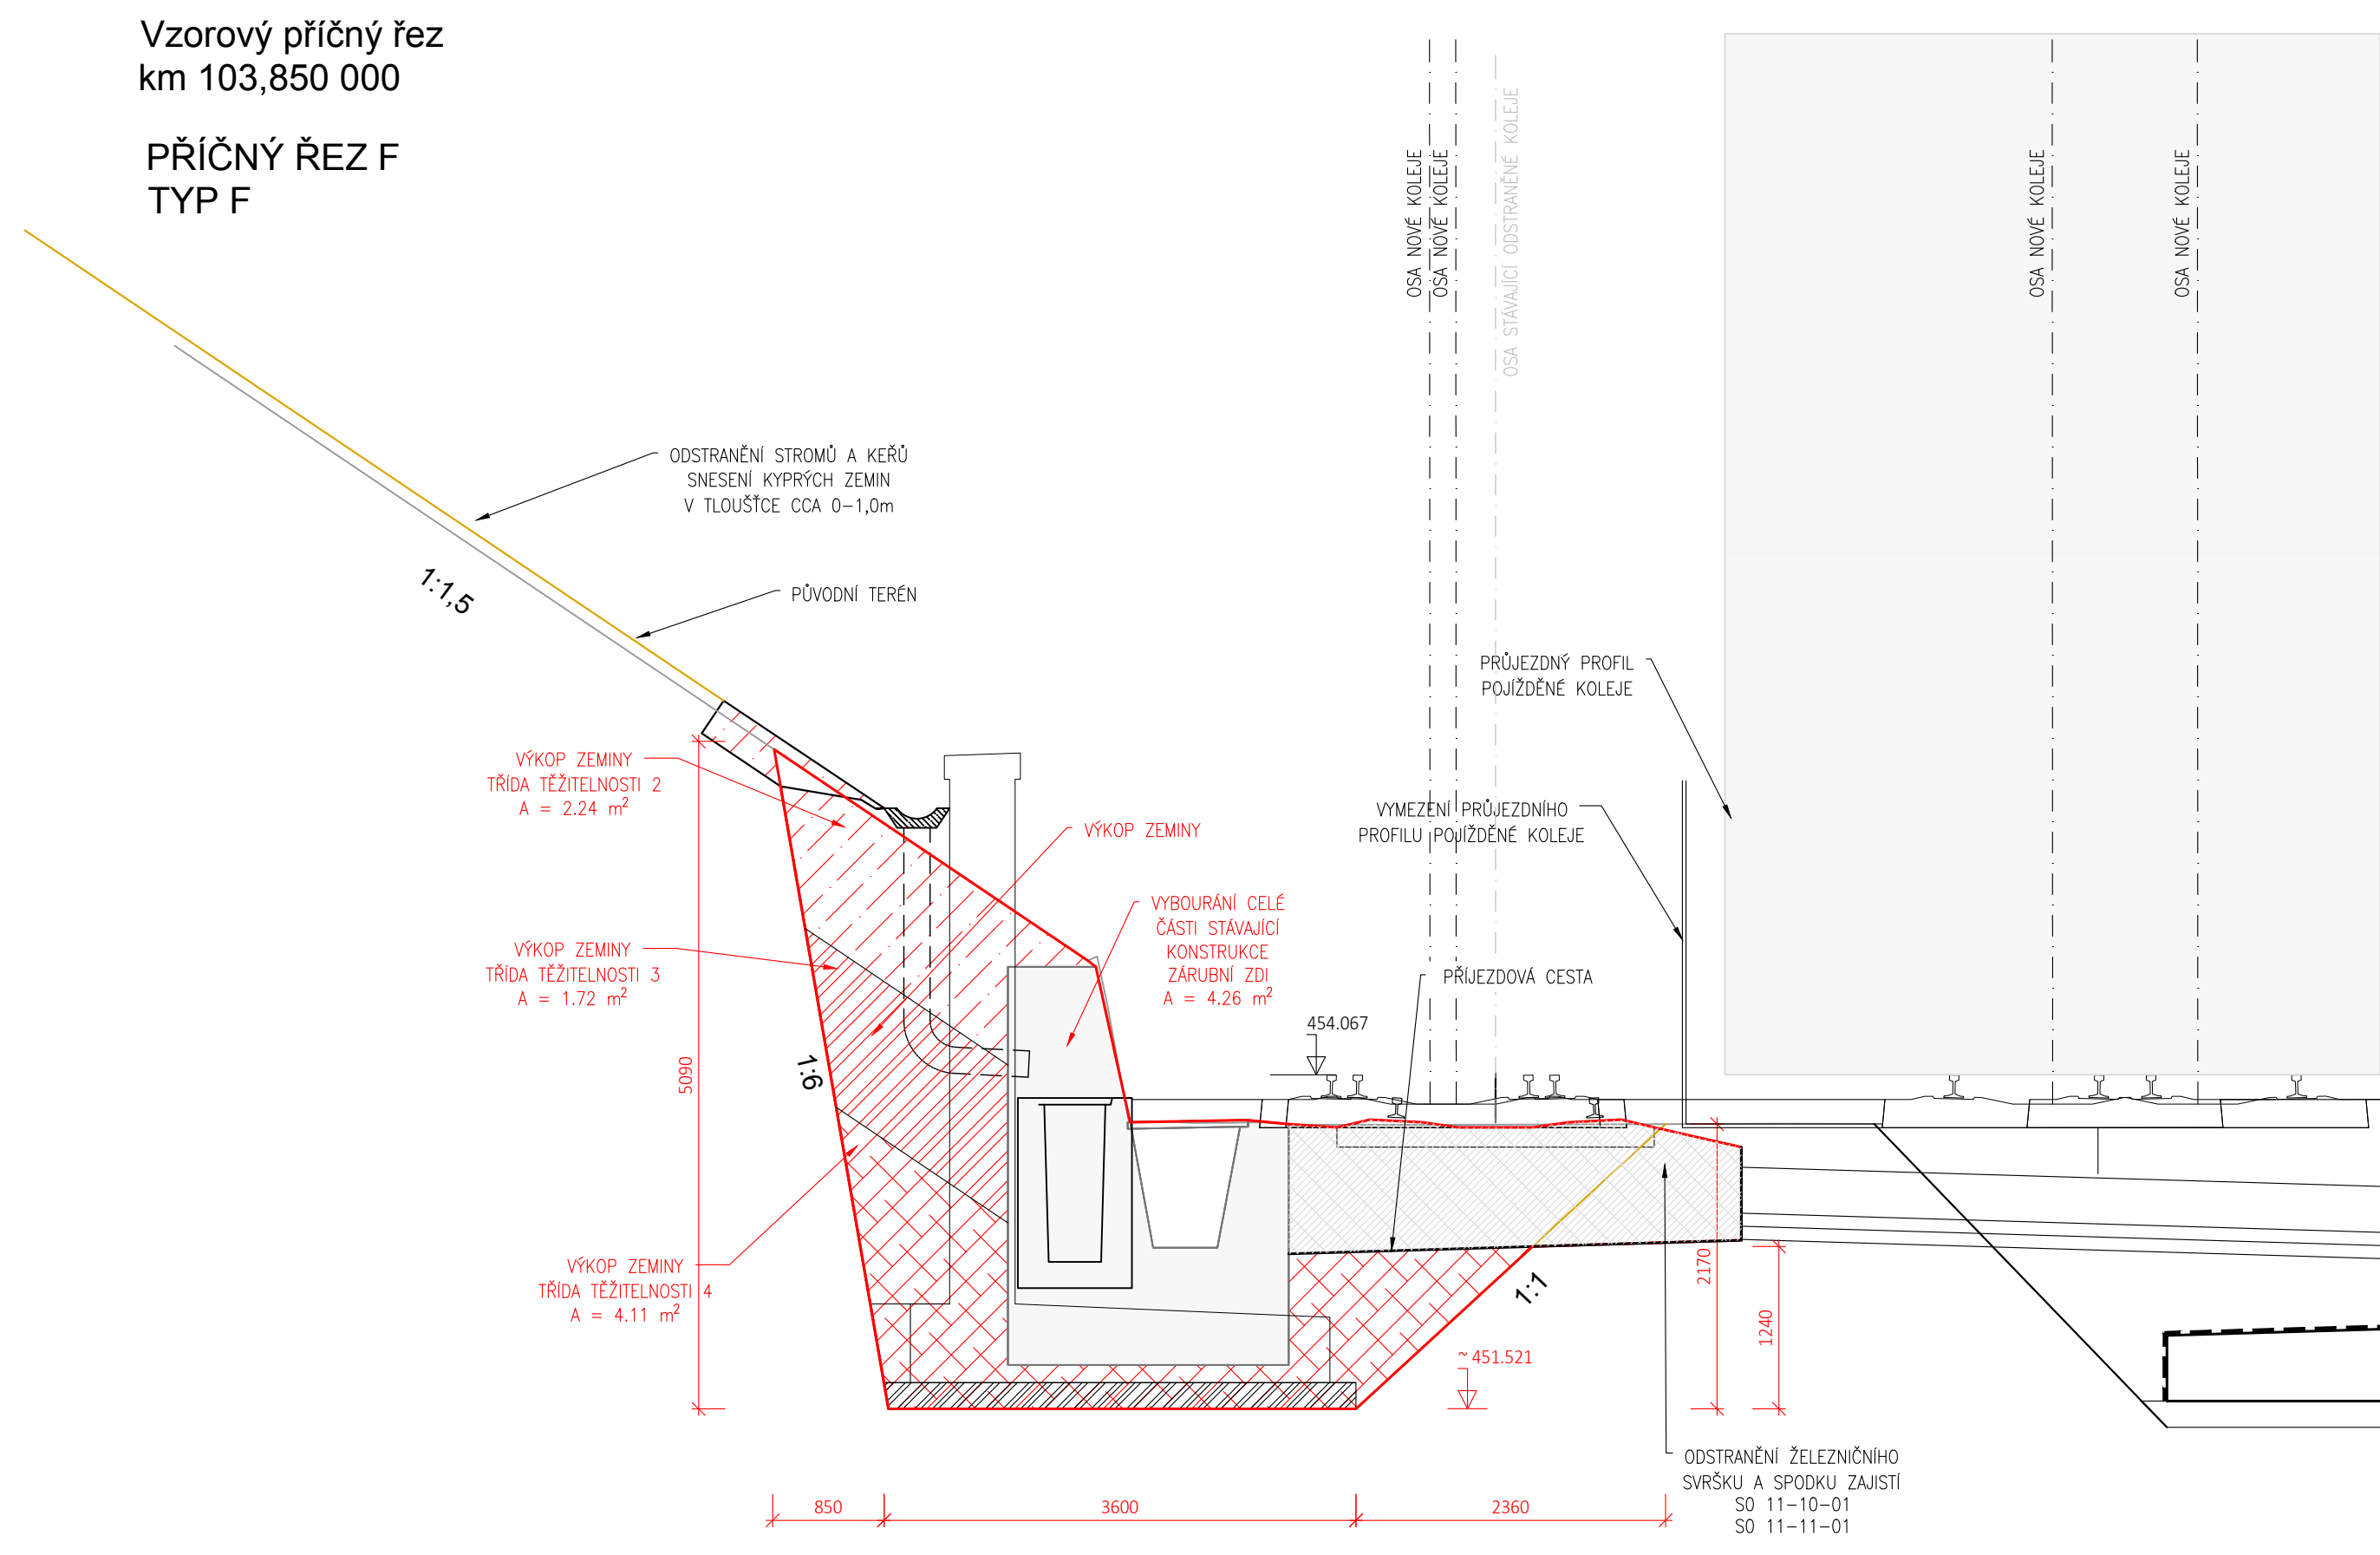 Vzorový příčný řez
km 103,850 000
PŘÍČNÝ ŘEZ F
TYP F
OSA NOVÉ KOLEJE
OSA NOVÉ KOLEJE
OSA STÁVAJÍCÍ ODSTRANĚNÉ KOLEJE
OSA NOVÉ KOLEJE
OSA NOVÉ KOLEJE
ODSTRANĚNÍ STROMŮ A KEŘŮ
SNESENÍ KYPRÝCH ZEMIN
V TLOUŠŤCE CCA 0-1,0m
1:1,5
PŮVODNÍ TERÉN
PRŮJEZDNÝ PROFIL
POJÍŽDĚNÉ KOLEJE
VÝKOP ZEMINY
TŘÍDA TĚŽITELNOSTI 2
A = 2.24 m²
VYMEZENÍ PRŮJEZDNÍHO
PROFILU POJÍŽDĚNÉ KOLEJE
VÝKOP ZEMINY
VYBOURÁNÍ CELÉ
ČÁSTI STÁVAJÍCÍ
KONSTRUKCE
ZÁRUBNÍ ZDI
A = 4.26 m²
VÝKOP ZEMINY
TŘÍDA TĚŽITELNOSTI 3
A = 1.72 m²
PŘÍJEZDOVÁ CESTA
454.067
5090
1:6
VÝKOP ZEMINY
TŘÍDA TĚŽITELNOSTI 4
A = 4.11 m²
1:1
2170
1240
~ 451.521
ODSTRANĚNÍ ŽELEZNIČNÍHO
SVRŠKU A SPODKU ZAJISTÍ
SO 11-10-01
SO 11-11-01
850
3600
2360